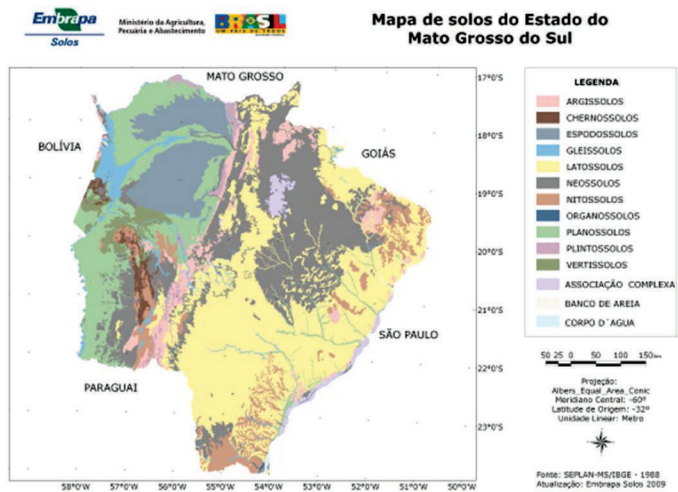 Embrapa
Solos
Ministério da Agricultura,
Pecuária e Abastecimento
BRASIL
UM PAÍS DE TODOS
Mapa de solos do Estado do
Mato Grosso do Sul
MATO GROSSO
BOLÍVIA
GOIÁS
SÃO PAULO
PARAGUAI
17°0'S
18°0'S
19°0'S
20°0'S
21°0'S
22°0'S
23°0'S
58°0'W 57°0'W 56°0'W 55°0'W 54°0'W 53°0'W 52°0'W 51°0'W 50°0'W
LEGENDA
ARGISSOLOS
CHERNOSSOLOS
ESPODOSSOLOS
GLEISSOLOS
LATOSSOLOS
NEOSSOLOS
NITOSSOLOS
ORGANOSSOLOS
PLANOSSOLOS
PLINTOSSOLOS
VERTISSOLOS
ASSOCIAÇÃO COMPLEXA
BANCO DE AREIA
CORPO D´AGUA
50 25 0 50 100 150 km
Projeção:
Albers_Equal_Area_Conic
Meridiano Central: -60º
Latitude de Origem: -32º
Unidade Linear: Metro
Fonte: SEPLAN-MS/IBGE - 1988
Atualização: Embrapa Solos 2009